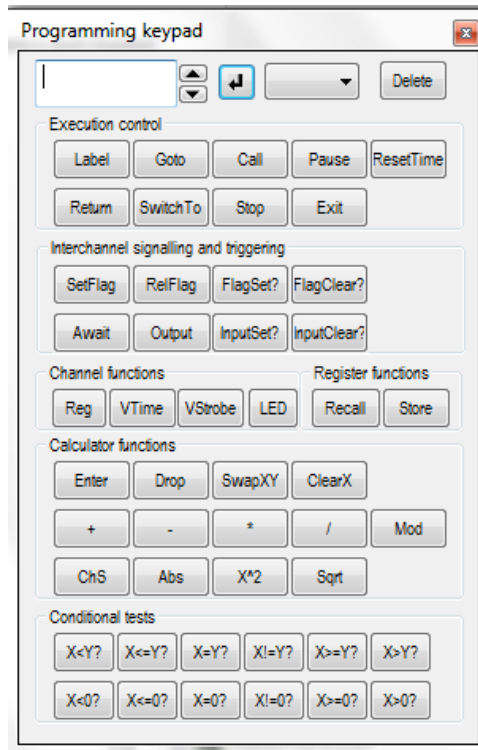 Programming keypad
Delete
Execution control
Label Goto Call Pause ResetTime
Return SwitchTo Stop Exit
Interchannel signalling and triggering
SetFlag RelFlag FlagSet? FlagClear?
Await Output InputSet? InputClear?
Channel functions Register functions
Reg VTime VStrobe LED Recall Store
Calculator functions
Enter Drop SwapXY ClearX
+ - * / Mod
ChS Abs X^2 Sqrt
Conditional tests
X<Y? X<=Y? X=Y? X!=Y? X>=Y? X>Y?
X<0? X<=0? X=0? X!=0? X>=0? X>0?